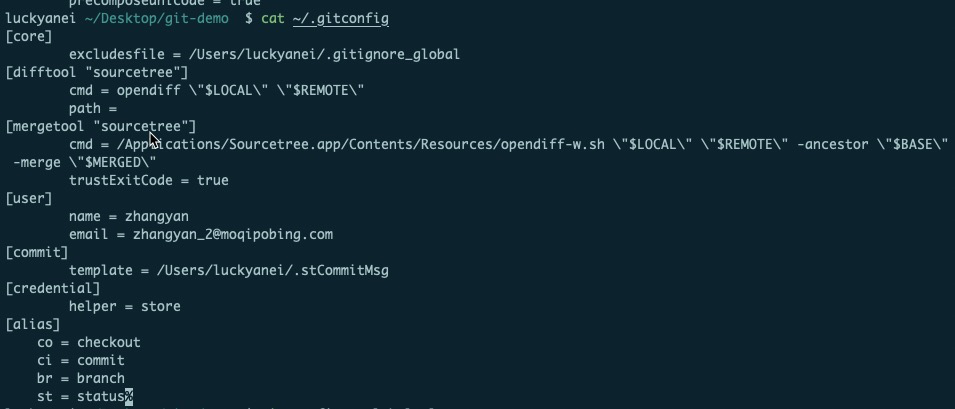 precomposeunicode = true
luckyanei ~/Desktop/git-demo $ cat ~/.gitconfig
[core]
excludesfile = /Users/luckyanei/.gitignore_global
[difftool "sourcetree"]
cmd = opendiff \"$LOCAL\" \"$REMOTE\"
path =
[mergetool "sourcetree"]
cmd = /Applications/Sourcetree.app/Contents/Resources/opendiff-w.sh \"$LOCAL\" \"$REMOTE\" -ancestor \"$BASE\"
-merge \"$MERGED\"
trustExitCode = true
[user]
name = zhangyan
email = zhangyan_2@moqipobing.com
[commit]
template = /Users/luckyanei/.stCommitMsg
[credential]
helper = store
[alias]
co = checkout
ci = commit
br = branch
st = status%